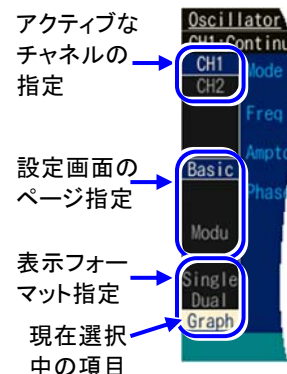 アクティブな
チャネルの
指定
設定画面の
ページ指定
表示フォー
マット指定
現在選択
中の項目
Oscillator
CH1:Continu
CH1
CH2
Mode
Freq
Basic
Phas
Modu
Single
Dual
Graph